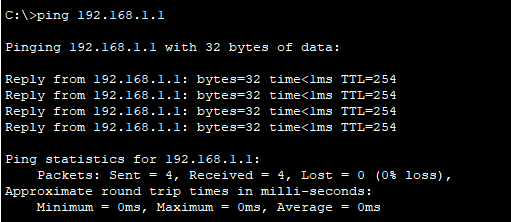 C:\>ping 192.168.1.1
Pinging 192.168.1.1 with 32 bytes of data:
Reply from 192.168.1.1: bytes=32 time<1ms TTL=254
Reply from 192.168.1.1: bytes=32 time<1ms TTL=254
Reply from 192.168.1.1: bytes=32 time<1ms TTL=254
Reply from 192.168.1.1: bytes=32 time<1ms TTL=254
Ping statistics for 192.168.1.1:
    Packets: Sent = 4, Received = 4, Lost = 0 (0% loss),
Approximate round trip times in milli-seconds:
    Minimum = 0ms, Maximum = 0ms, Average = 0ms